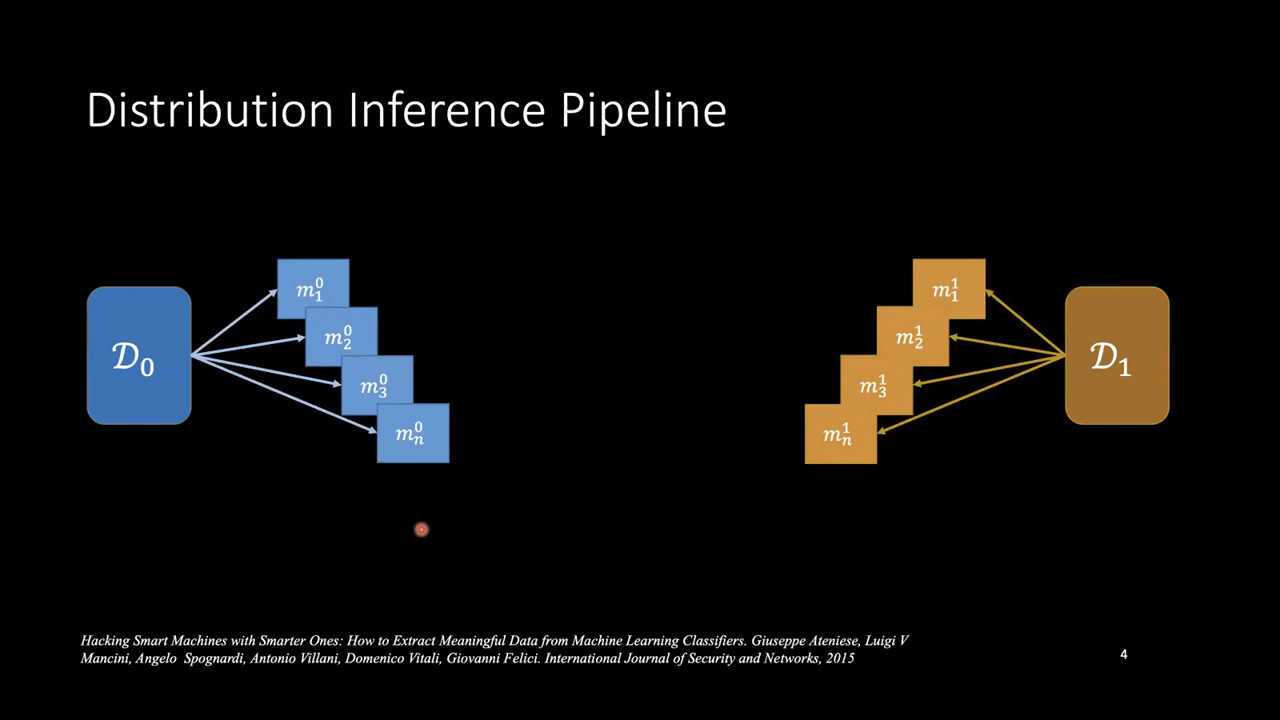 Distribution Inference Pipeline
𝒟₀
m₁⁰
m₂⁰
m₃⁰
mₙ⁰
m₁¹
m₂¹
m₃¹
mₙ¹
𝒟₁
Hacking Smart Machines with Smarter Ones: How to Extract Meaningful Data from Machine Learning Classifiers. Giuseppe Ateniese, Luigi V
Mancini, Angelo Spognardi, Antonio Villani, Domenico Vitali, Giovanni Felici. International Journal of Security and Networks, 2015
4